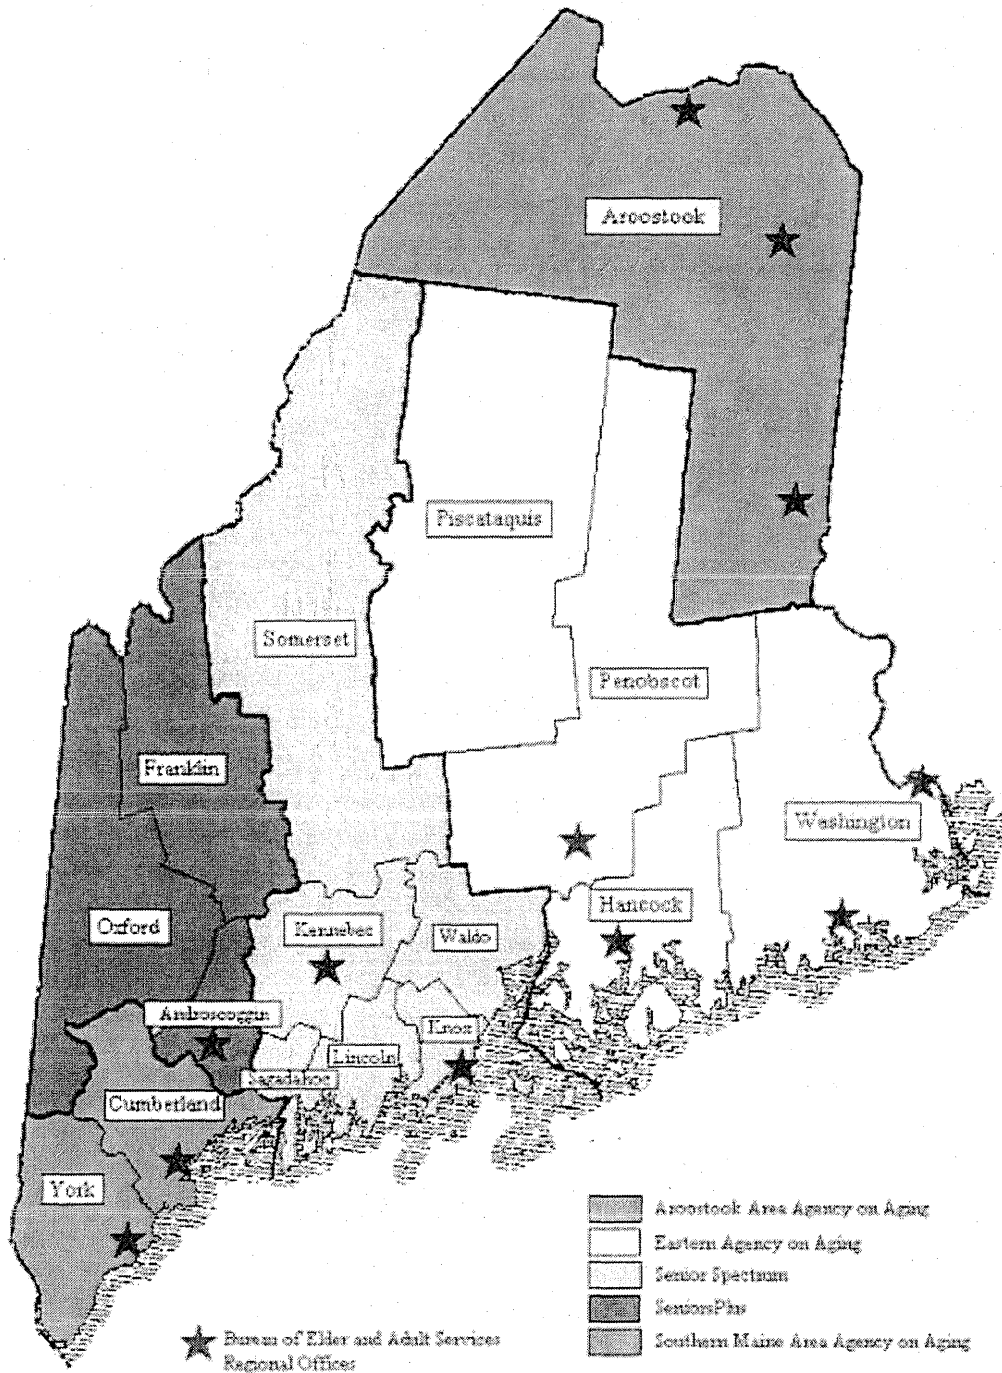 Aroostook
Piscataquis
Somerset
Penobscot
Franklin
Washington
Oxford
Kennebec
Waldo
Hancock
Androscoggin
Knox
Lincoln
Sagadahoc
Cumberland
York
Aroostook Area Agency on Aging
Eastern Agency on Aging
Senior Spectrum
SeniorsPlus
Southern Maine Area Agency on Aging
Bureau of Elder and Adult Services
Regional Offices